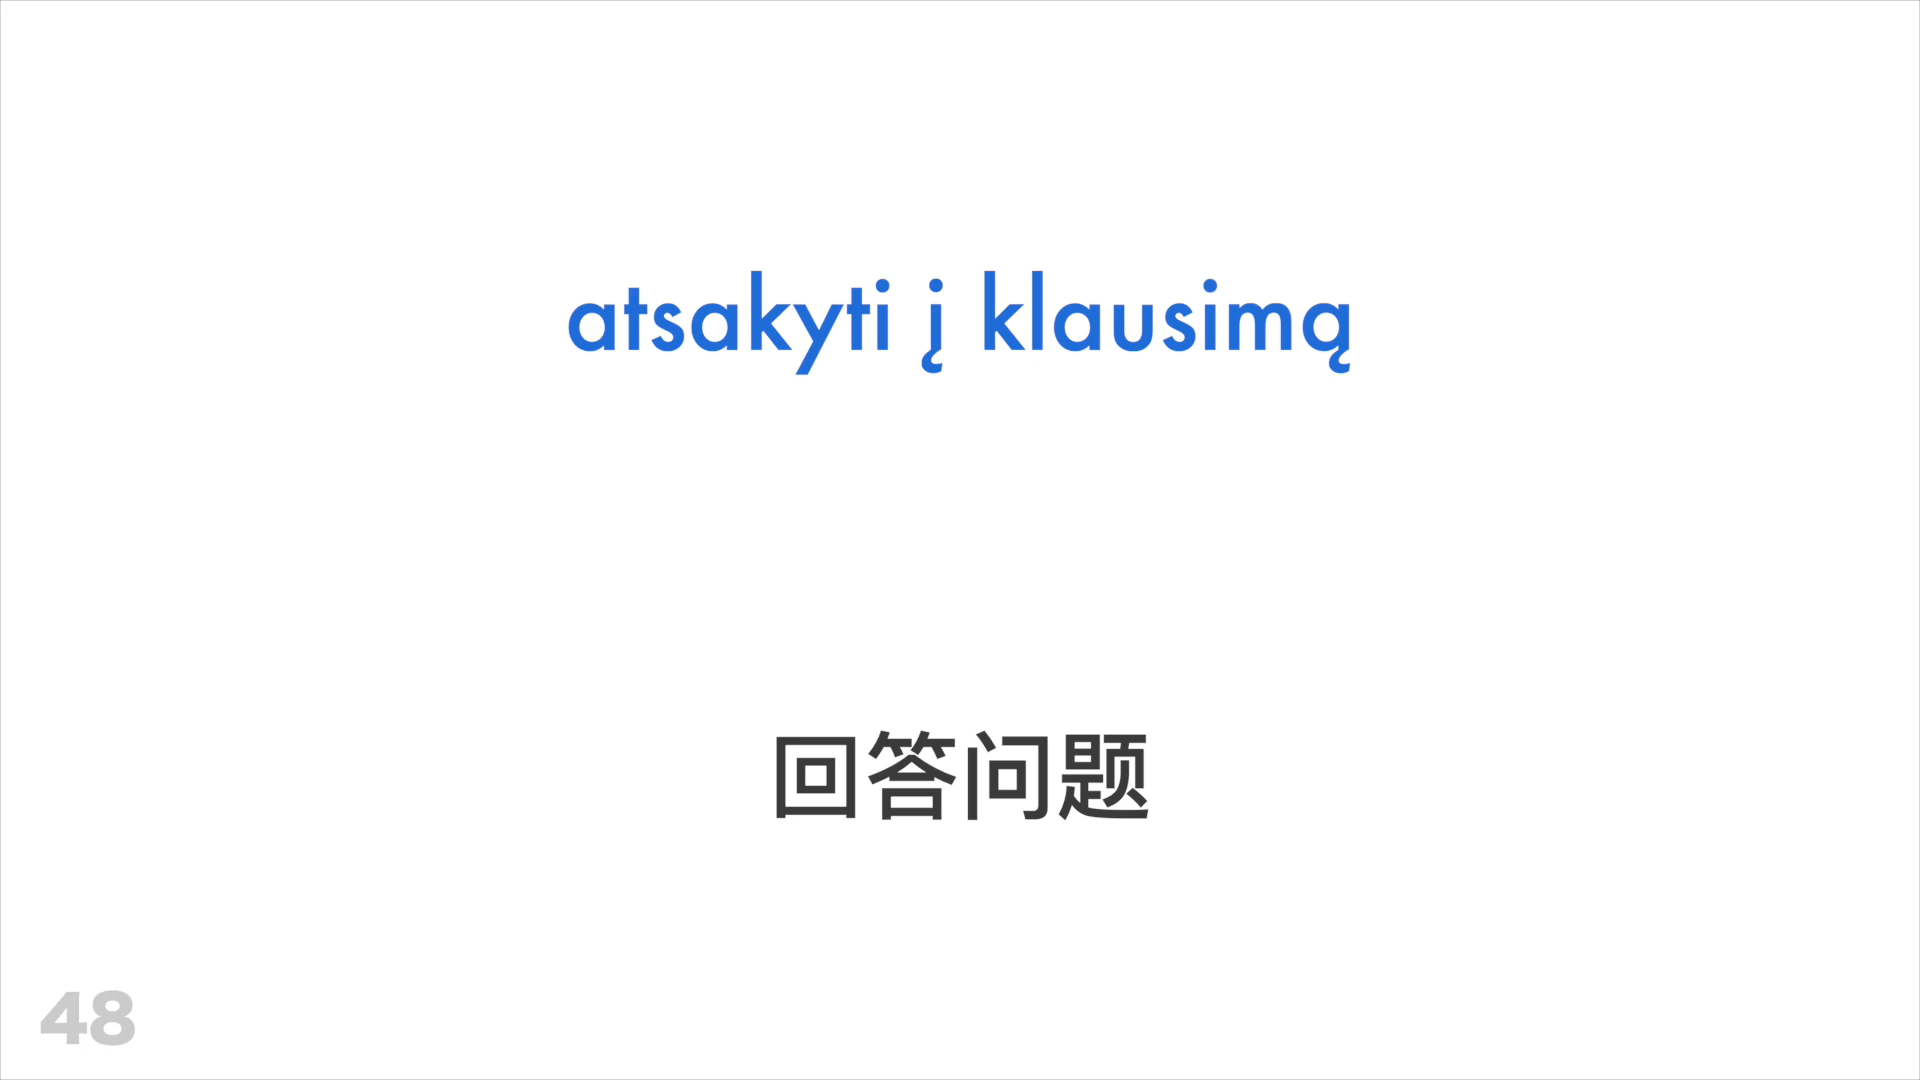 atsakyti į klausimą
回答问题
48